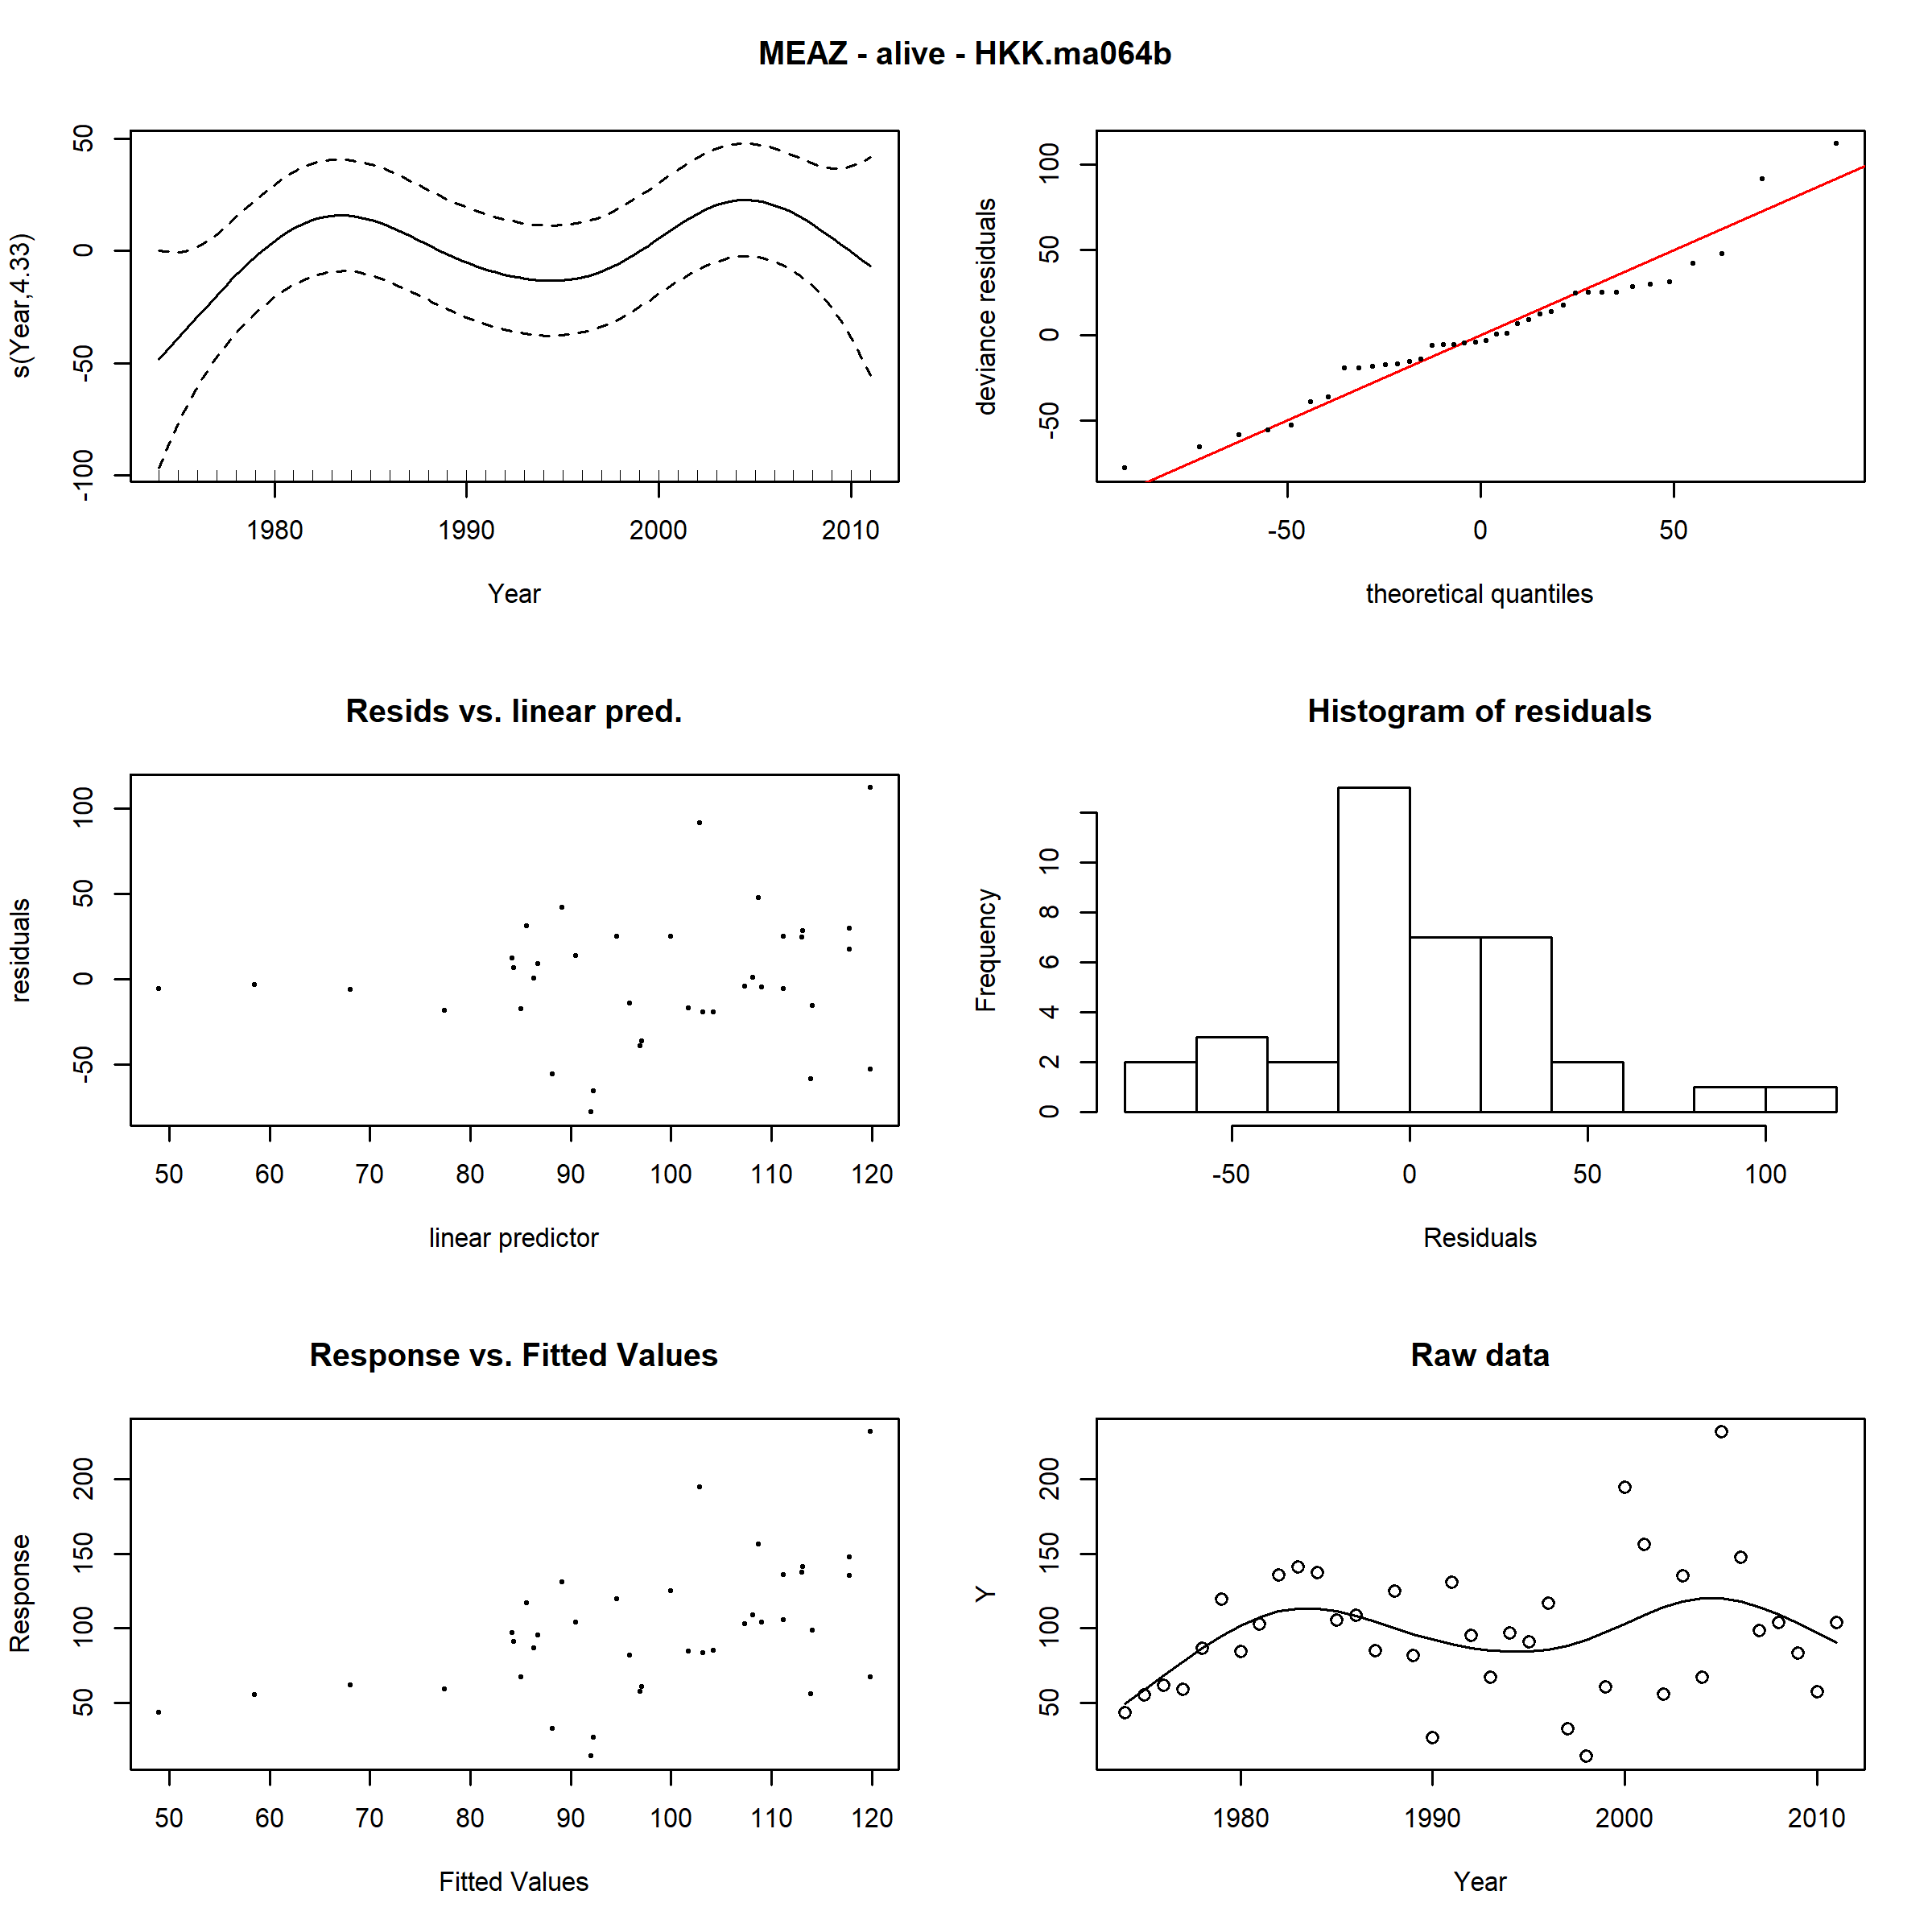 MEAZ - alive - HKK.ma064b
s(Year,4.33)
50
0
-50
-100
1980 1990 2000 2010
Year
deviance residuals
100
50
0
-50
-50 0 50
theoretical quantiles
Resids vs. linear pred.
residuals
100
50
0
-50
50 60 70 80 90 100 110 120
linear predictor
Histogram of residuals
Frequency
10
8
6
4
2
0
-50 0 50 100
Residuals
Response vs. Fitted Values
Response
200
150
100
50
50 60 70 80 90 100 110 120
Fitted Values
Raw data
Y
200
150
100
50
1980 1990 2000 2010
Year